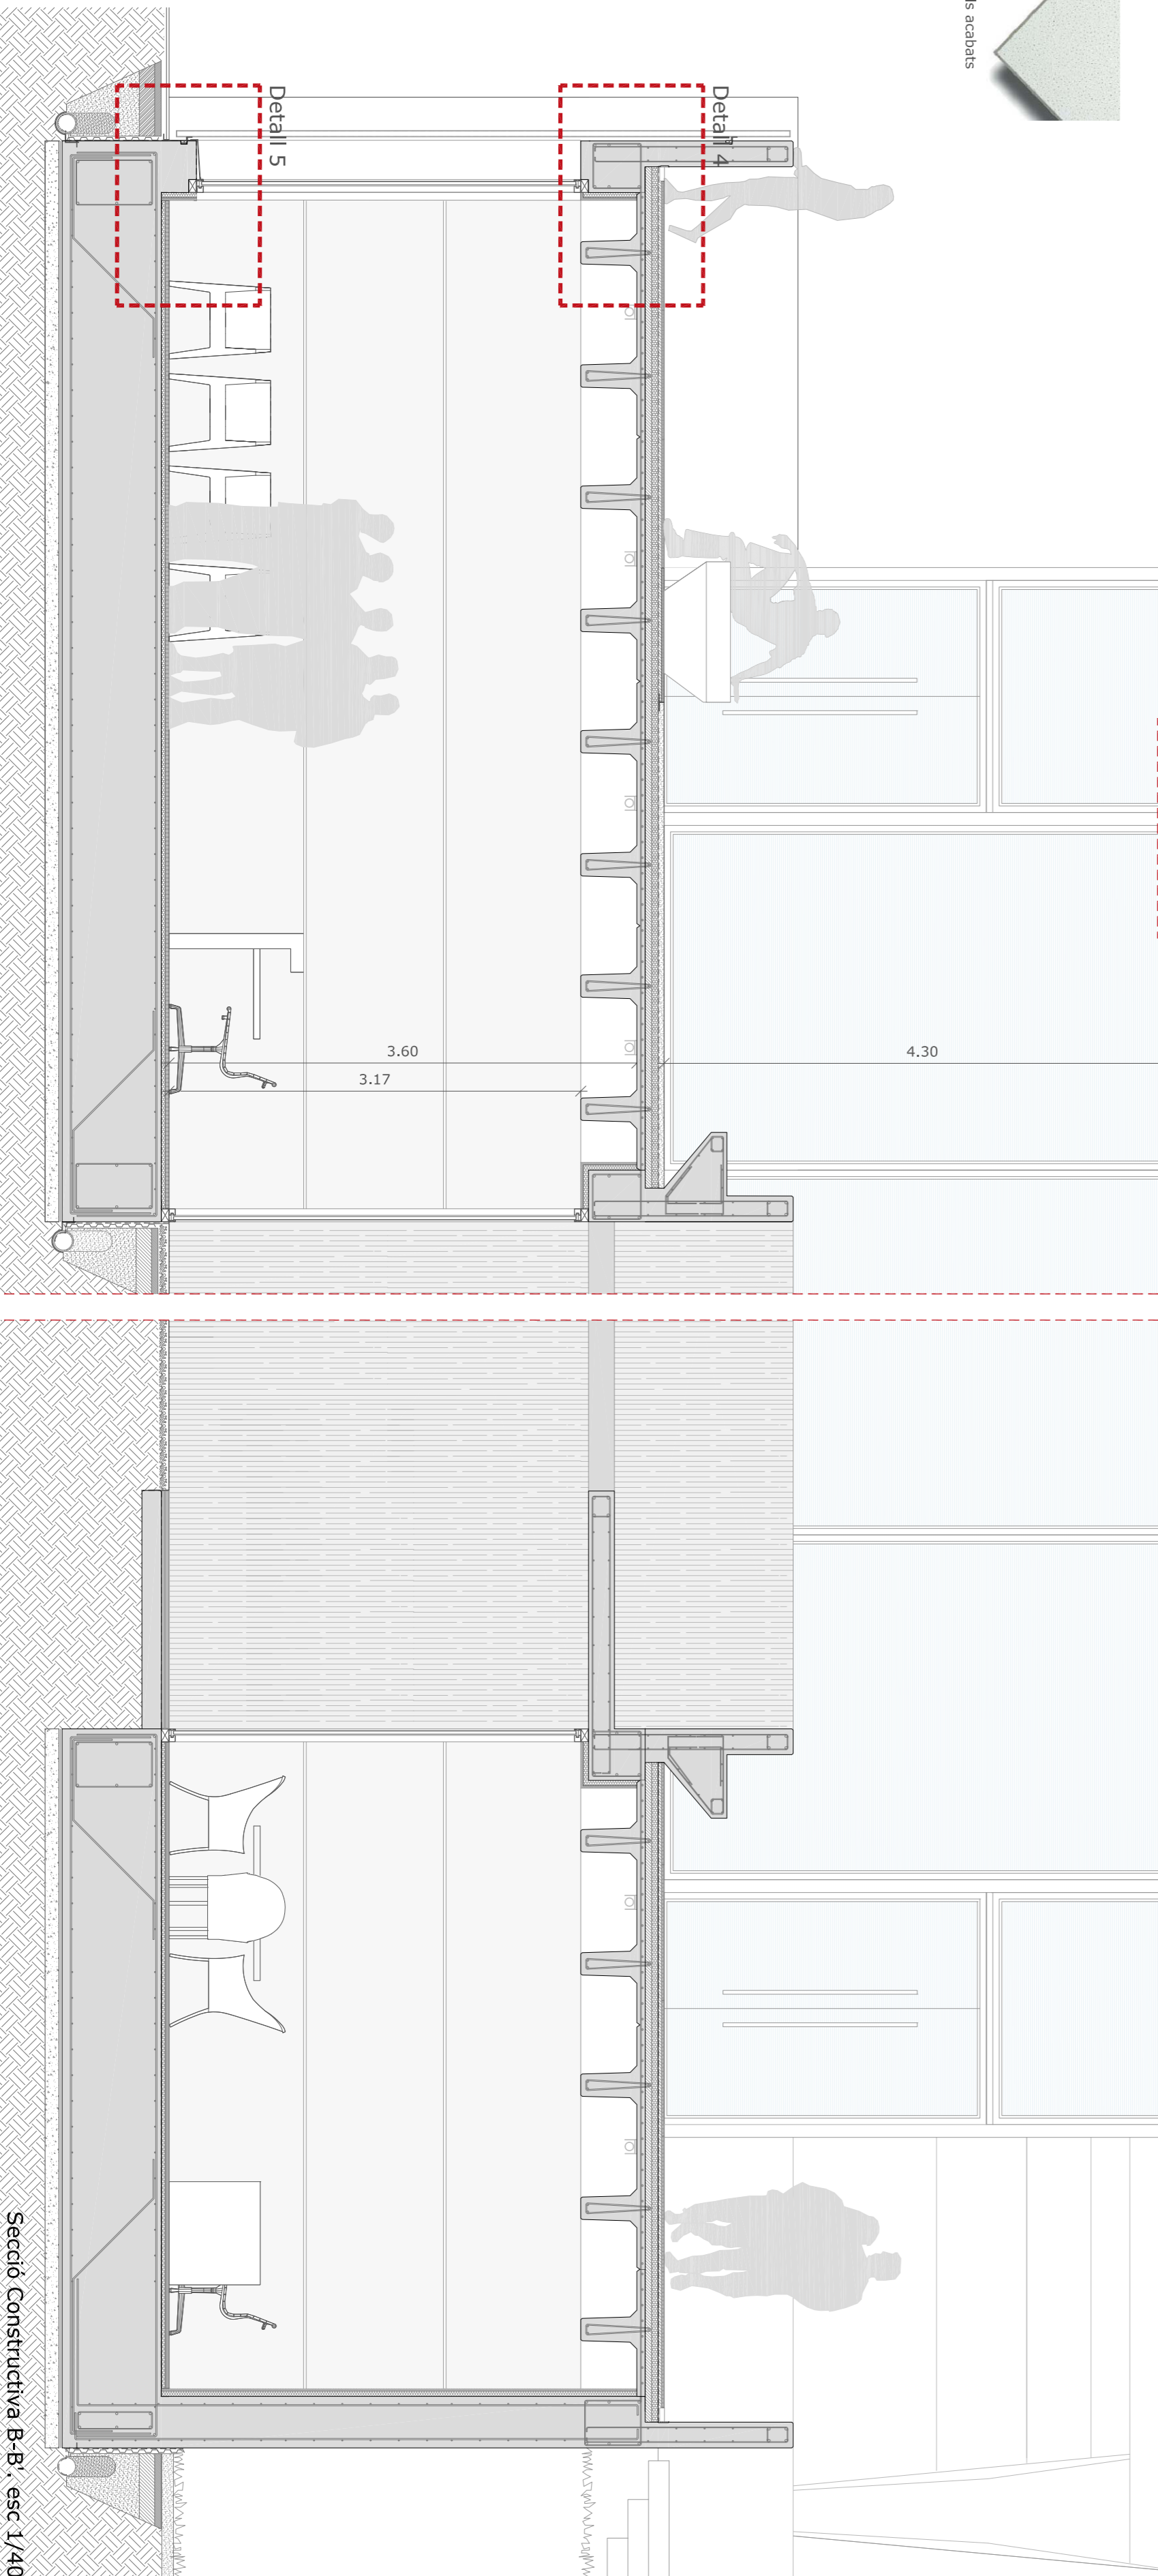 ls acabats
Detall 4
Detall 5
4.30
3.60
3.17
Secció Constructiva B-B'. esc 1/40